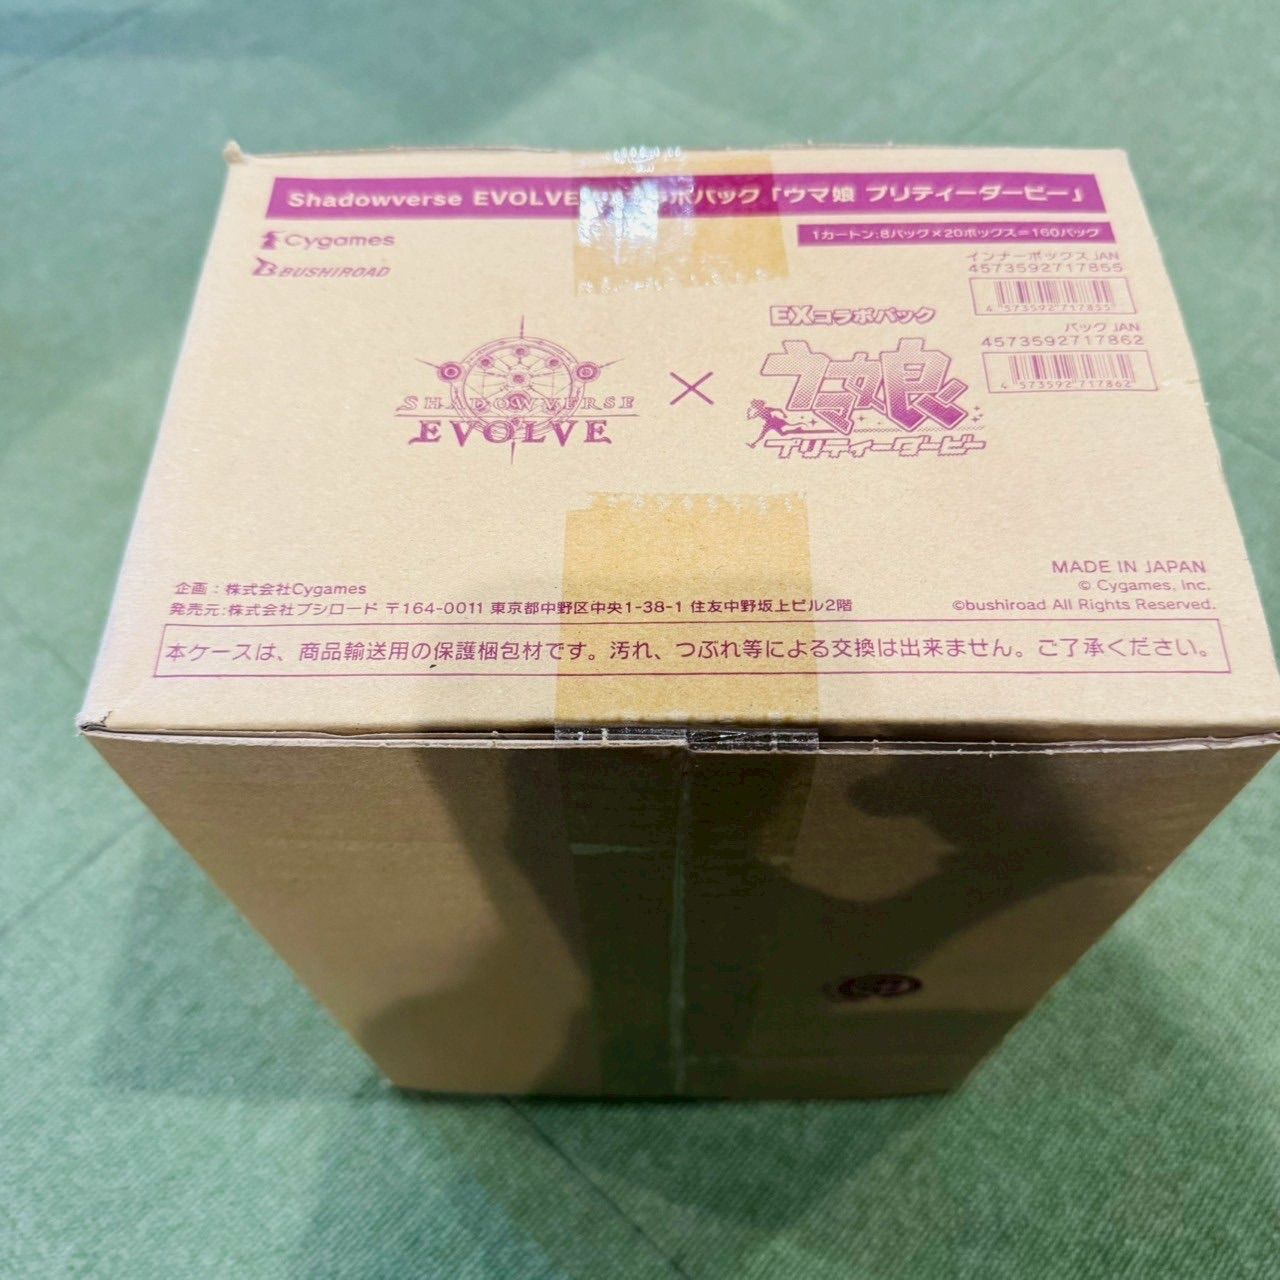 Shadowverse EVOLVE コラボパック「ウマ娘 プリティーダービー」
Cygames
BUSHIROAD
1カートン:8パック×20ボックス=160パック
インナーボックス JAN
4573592717855
4 573592 717855
パック JAN
4573592717862
4 573592 717862
SHADOWVERSE
EVOLVE
×
EXコラボパック
ウマ娘
プリティーダービー
企画：株式会社Cygames
発売元:株式会社ブシロード 〒164-0011 東京都中野区中央1-38-1 住友中野坂上ビル2階
MADE IN JAPAN
© Cygames, Inc.
©bushiroad All Rights Reserved.
本ケースは、商品輸送用の保護梱包材です。汚れ、つぶれ等による交換は出来ません。ご了承ください。